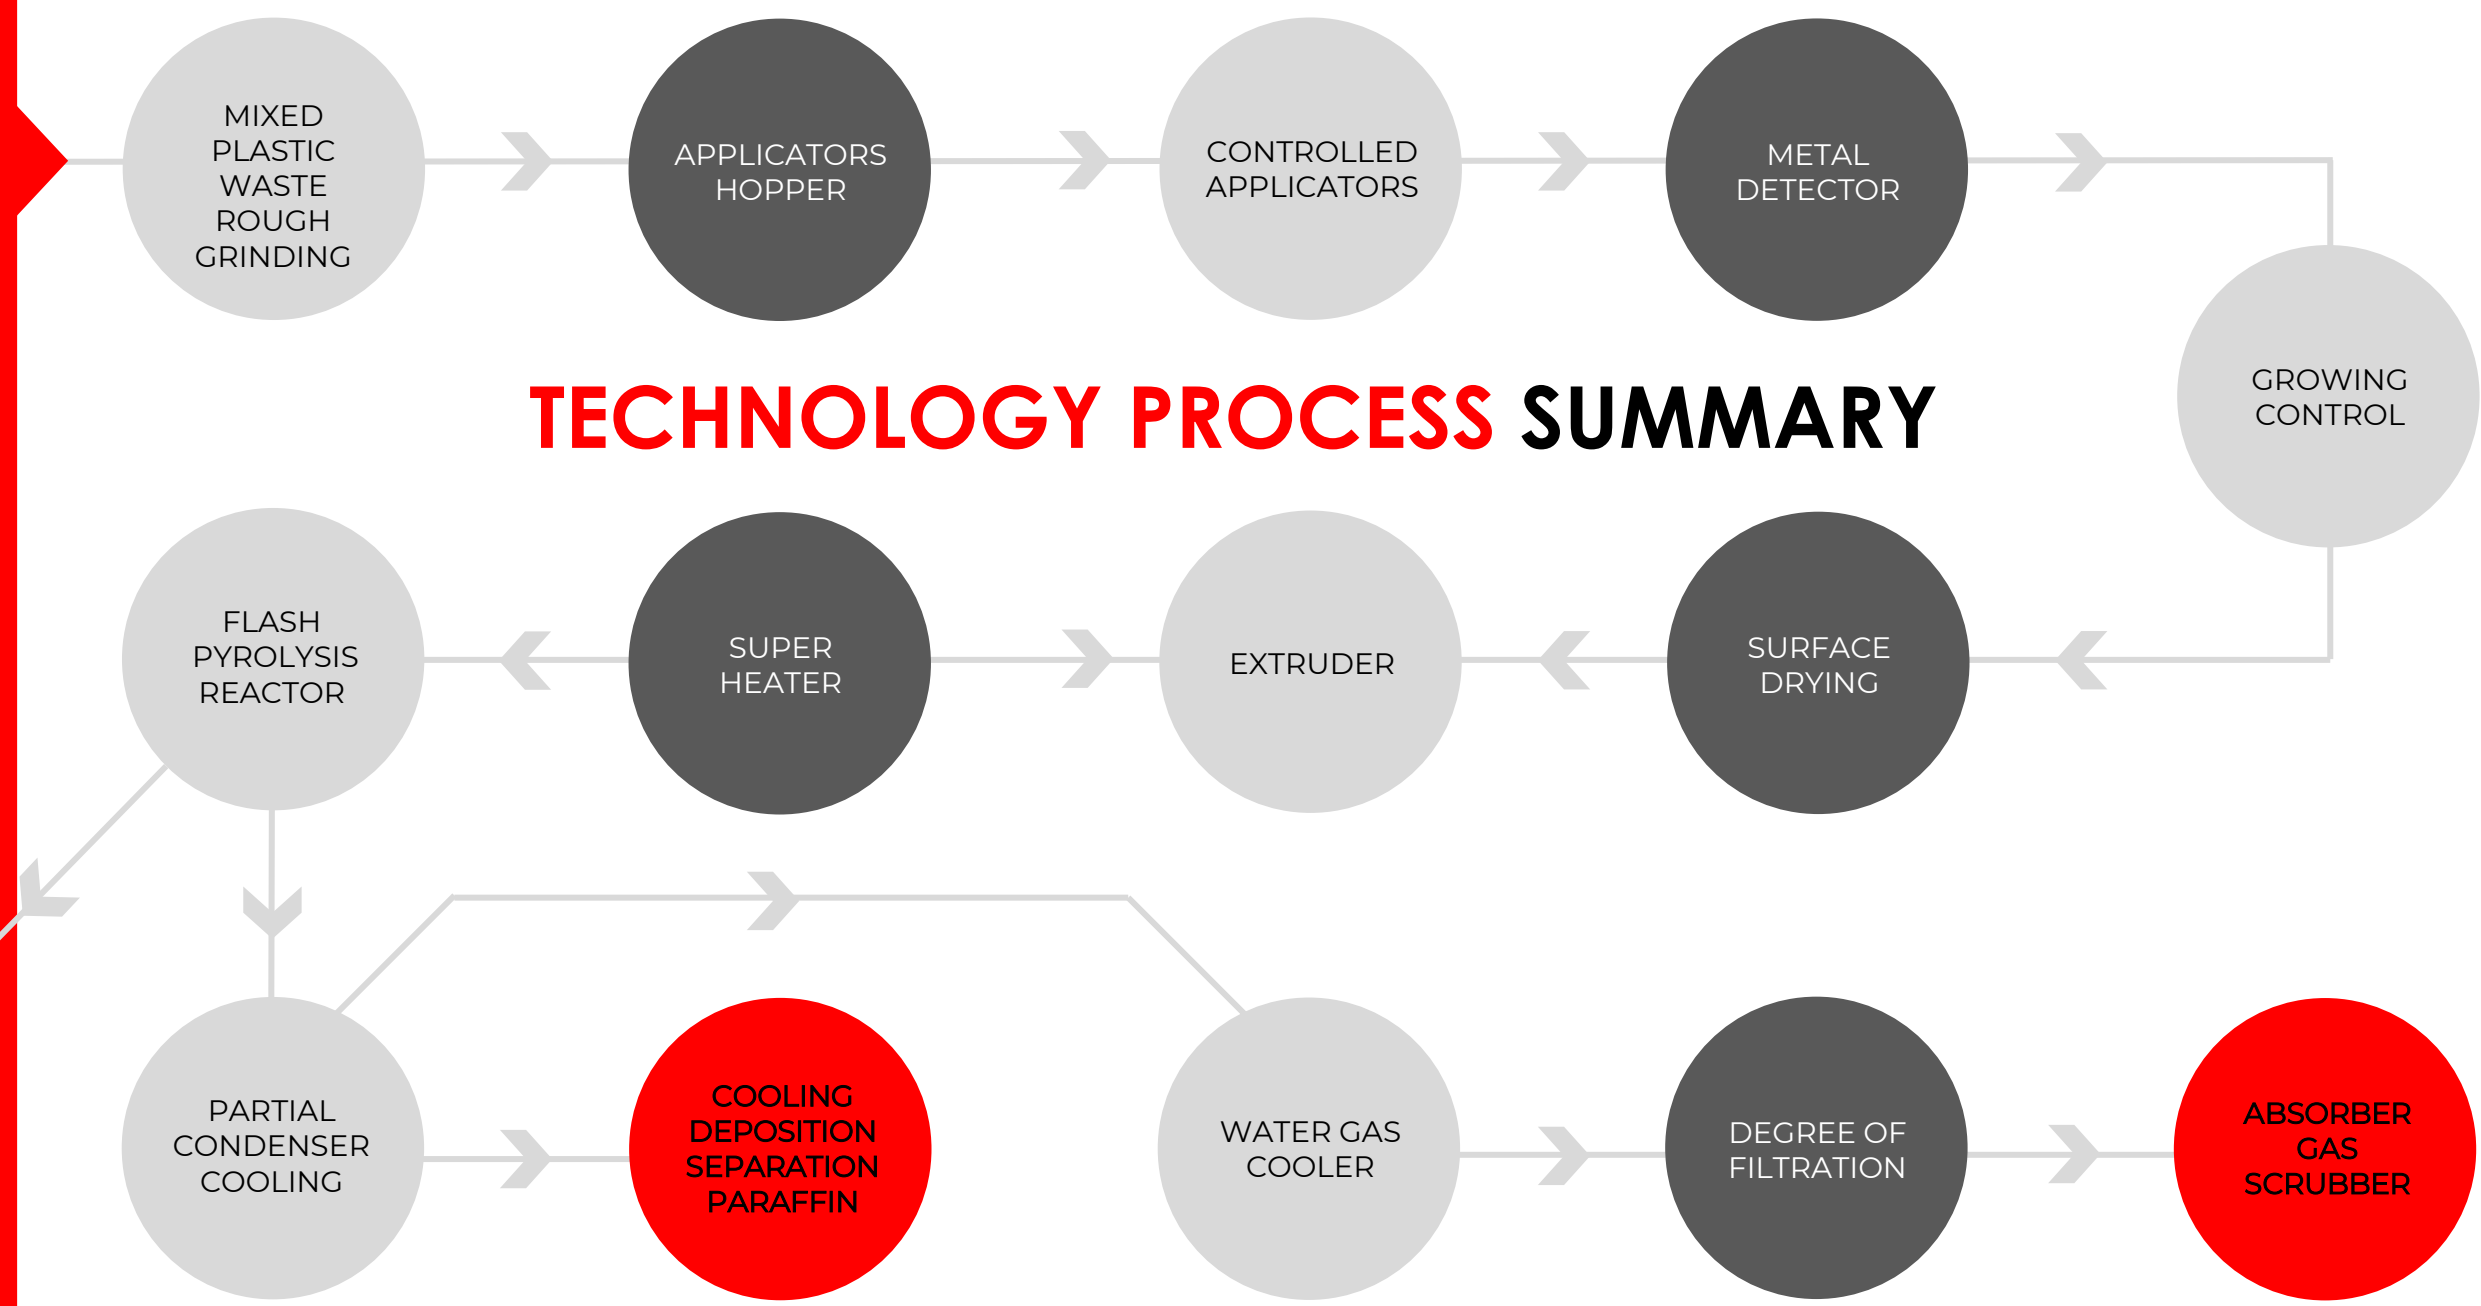 MIXED
PLASTIC
WASTE
ROUGH
GRINDING
APPLICATORS
HOPPER
CONTROLLED
APPLICATORS
METAL
DETECTOR
GROWING
CONTROL
TECHNOLOGY PROCESS SUMMARY
FLASH
PYROLYSIS
REACTOR
SUPER
HEATER
EXTRUDER
SURFACE
DRYING
PARTIAL
CONDENSER
COOLING
COOLING
DEPOSITION
SEPARATION
PARAFFIN
WATER GAS
COOLER
DEGREE OF
FILTRATION
ABSORBER
GAS
SCRUBBER